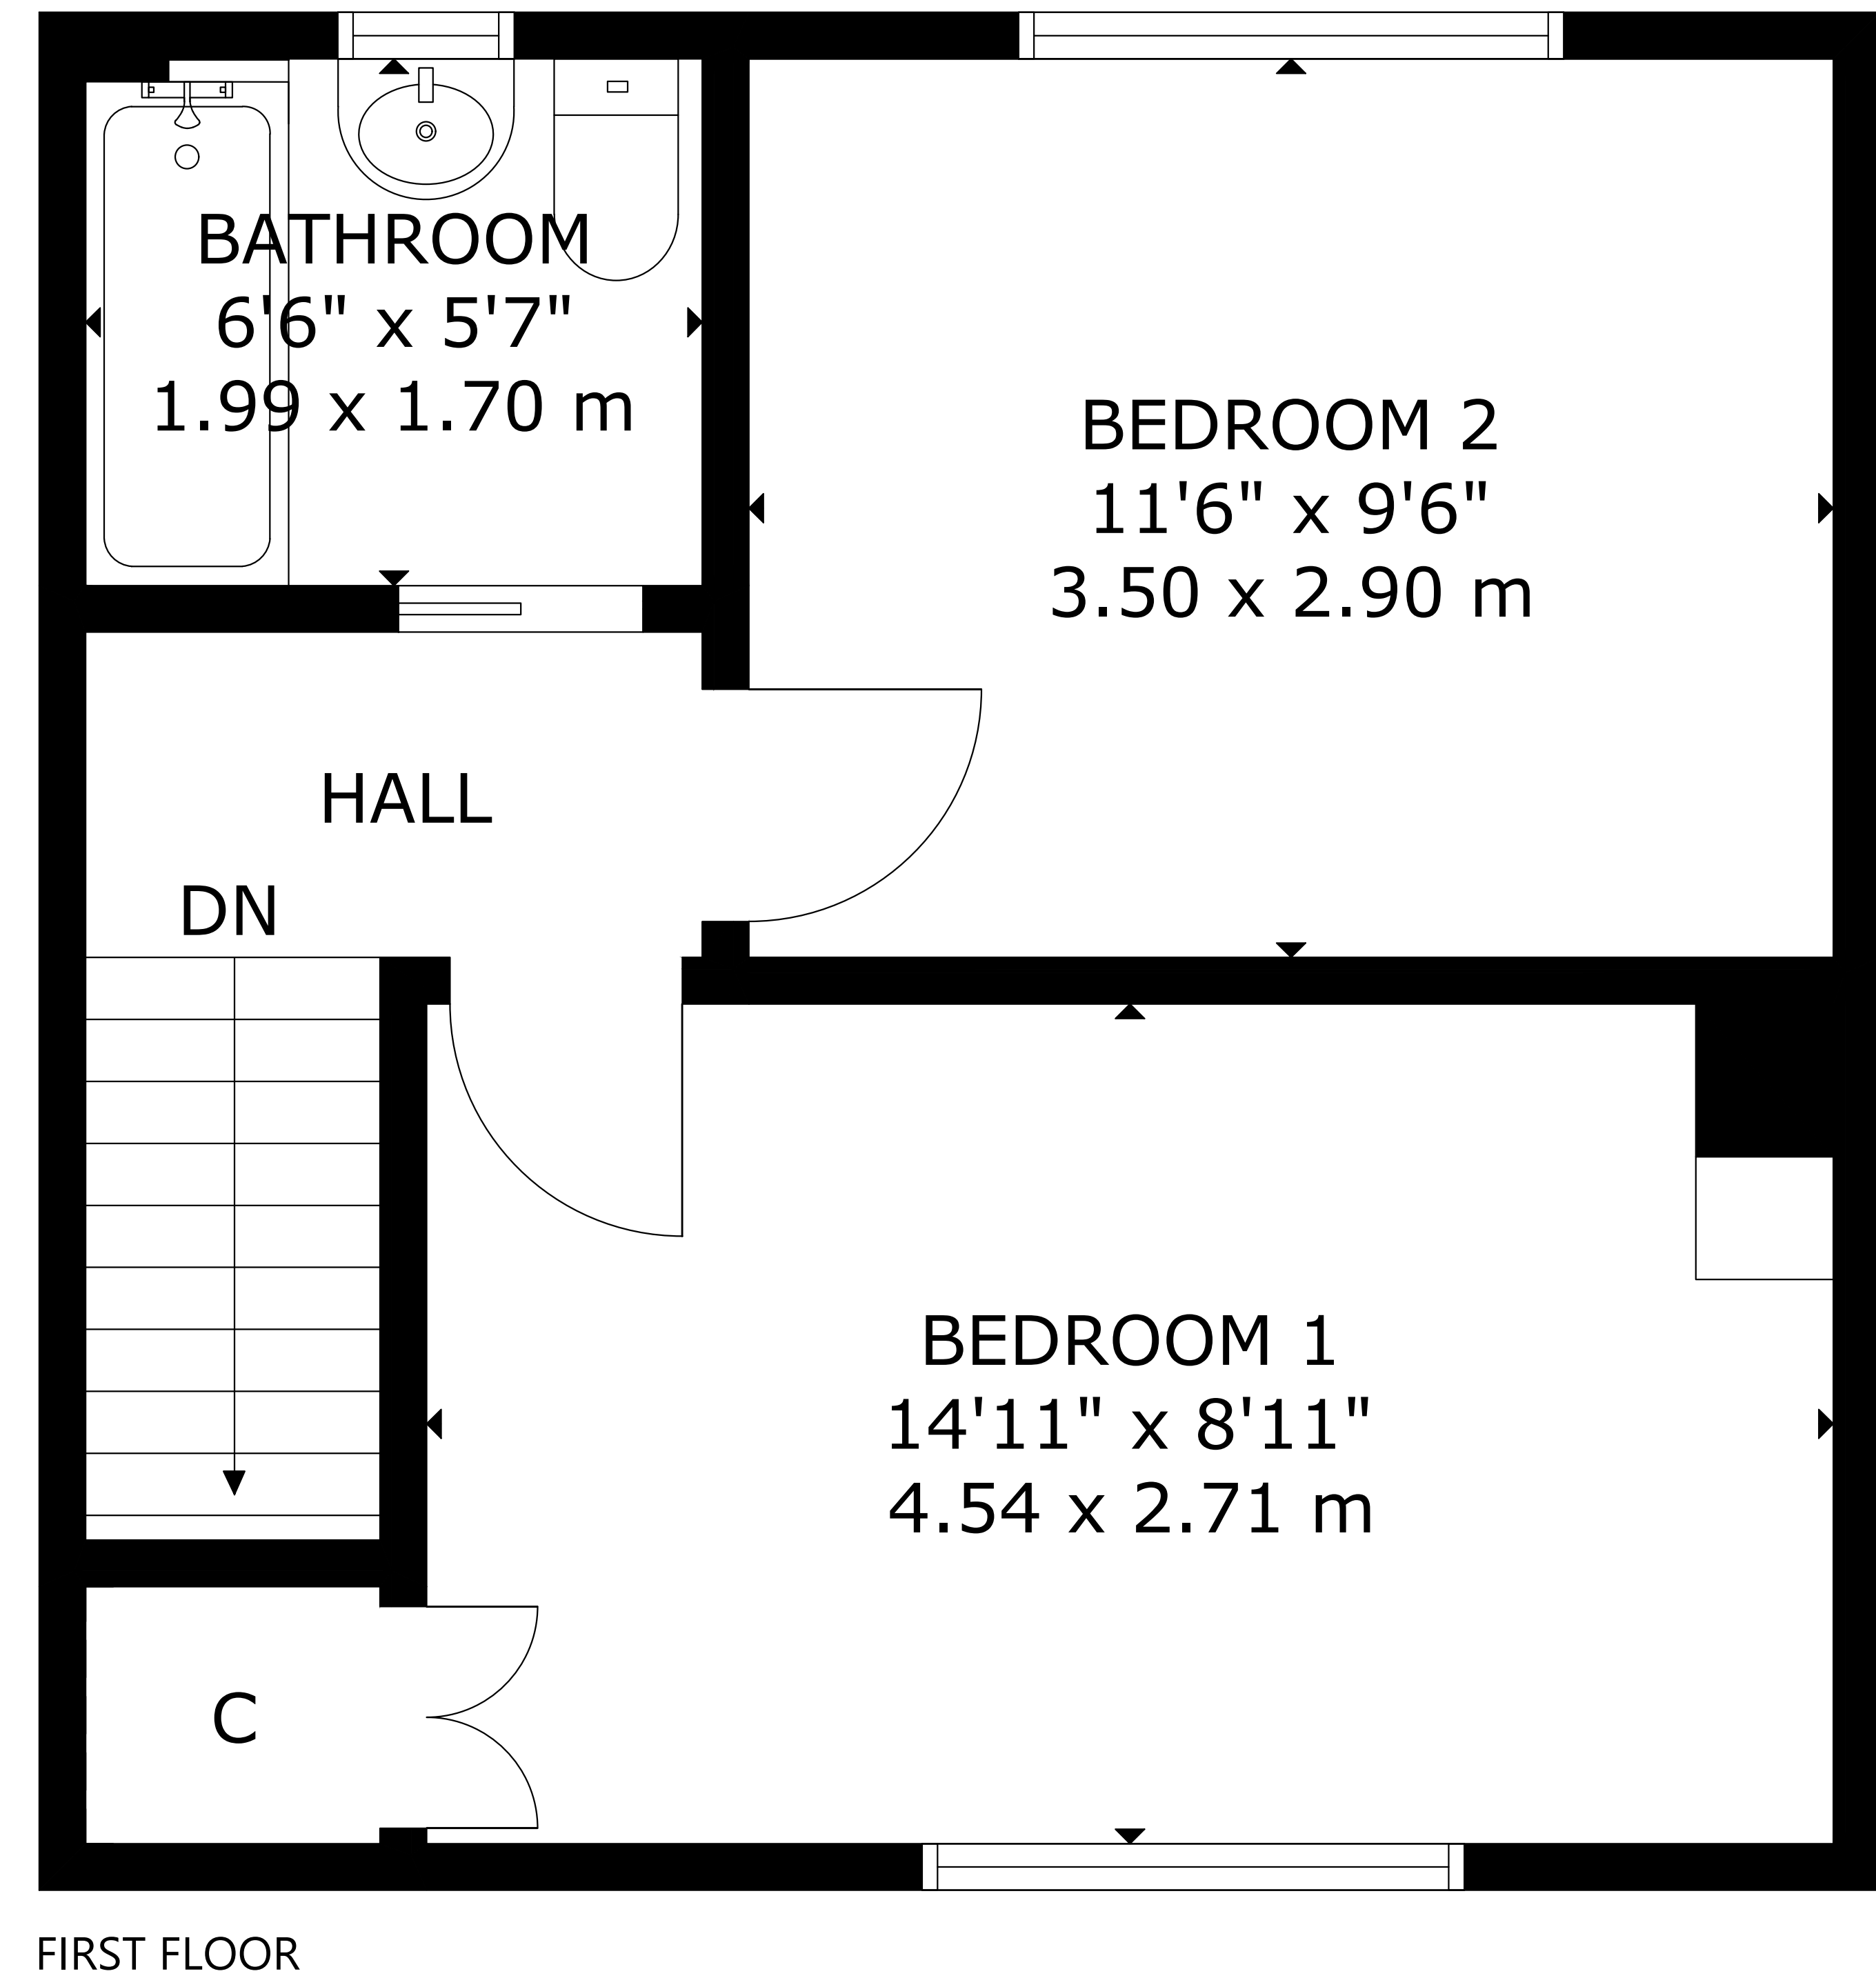 BATHROOM
6'6" x 5'7"
1.99 x 1.70 m
BEDROOM 2
11'6" x 9'6"
3.50 x 2.90 m
HALL
DN
BEDROOM 1
14'11" x 8'11"
4.54 x 2.71 m
C
FIRST FLOOR